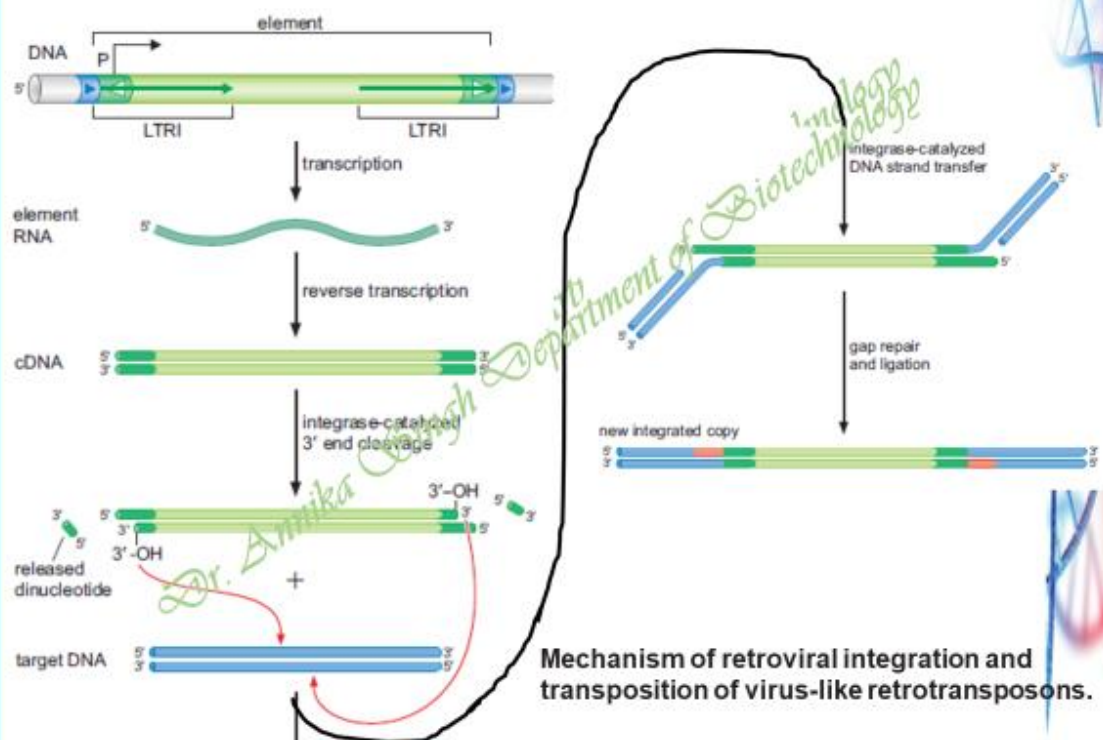 element
DNA
P
5'
LTRI
LTRI
transcription
element
RNA
5'
3'
reverse transcription
cDNA
5'
3'
3'
5'
integrase-catalyzed
3' end cleavage
3'-OH
3'
5'
5'
3'
3'
5'
5'
3'
3'-OH
released
dinucleotide
+
target DNA
5'
3'
3'
5'
integrase-catalyzed
DNA strand transfer
3'
5'
5'
5'
3'
gap repair
and ligation
new integrated copy
5'
3'
3'
5'
Mechanism of retroviral integration and
transposition of virus-like retrotransposons.
Dr. Annika Singh Department of Biotechnology